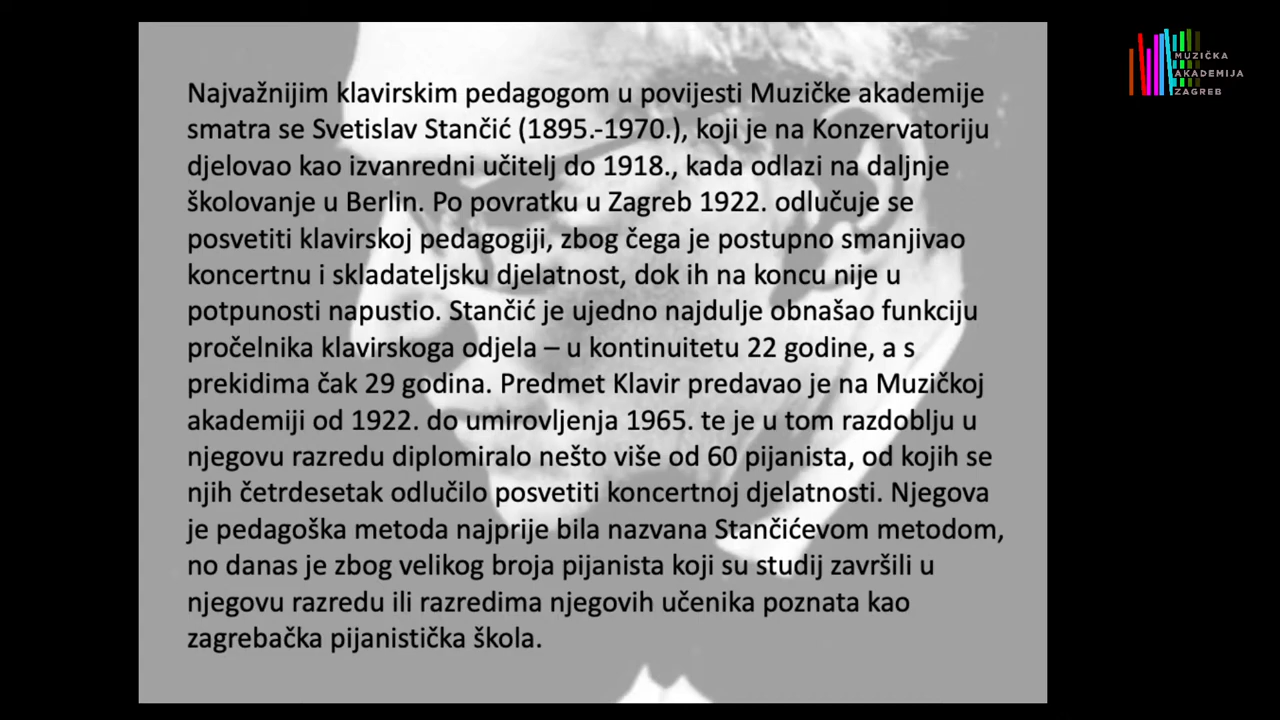 Najvažnijim klavirskim pedagogom u povijesti Muzičke akademije
smatra se Svetislav Stančić (1895.-1970.), koji je na Konzervatoriju
djelovao kao izvanredni učitelj do 1918., kada odlazi na daljnje
školovanje u Berlin. Po povratku u Zagreb 1922. odlučuje se
posvetiti klavirskoj pedagogiji, zbog čega je postupno smanjivao
koncertnu i skladateljsku djelatnost, dok ih na koncu nije u
potpunosti napustio. Stančić je ujedno najdulje obnašao funkciju
pročelnika klavirskoga odjela – u kontinuitetu 22 godine, a s
prekidima čak 29 godina. Predmet Klavir predavao je na Muzičkoj
akademiji od 1922. do umirovljenja 1965. te je u tom razdoblju u
njegovu razredu diplomiralo nešto više od 60 pijanista, od kojih se
njih četrdesetak odlučilo posvetiti koncertnoj djelatnosti. Njegova
je pedagoška metoda najprije bila nazvana Stančićevom metodom,
no danas je zbog velikog broja pijanista koji su studij završili u
njegovu razredu ili razredima njegovih učenika poznata kao
zagrebačka pijanistička škola.
MUZIČKA
AKADEMIJA
ZAGREB